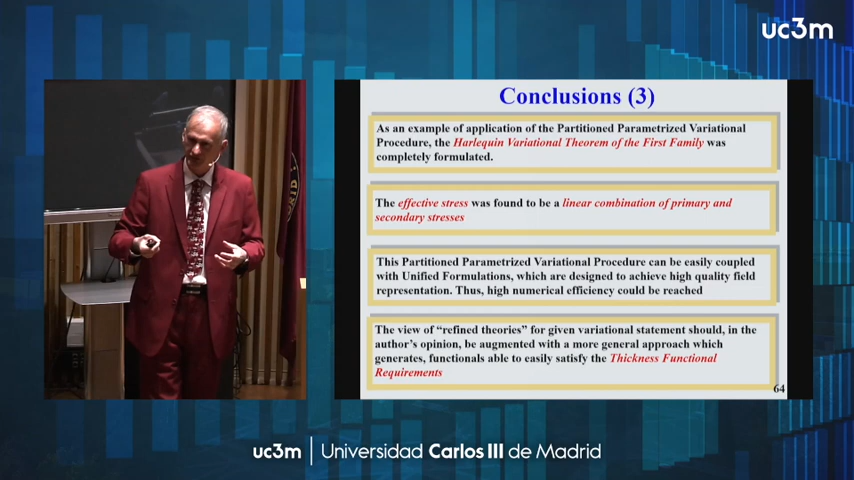 uc3m
Conclusions (3)
As an example of application of the Partitioned Parametrized Variational
Procedure, the Harlequin Variational Theorem of the First Family was
completely formulated.
The effective stress was found to be a linear combination of primary and
secondary stresses
This Partitioned Parametrized Variational Procedure can be easily coupled
with Unified Formulations, which are designed to achieve high quality field
representation. Thus, high numerical efficiency could be reached
The view of “refined theories” for given variational statement should, in the
author’s opinion, be augmented with a more general approach which
generates, functionals able to easily satisfy the Thickness Functional
Requirements
64
uc3m | Universidad Carlos III de Madrid